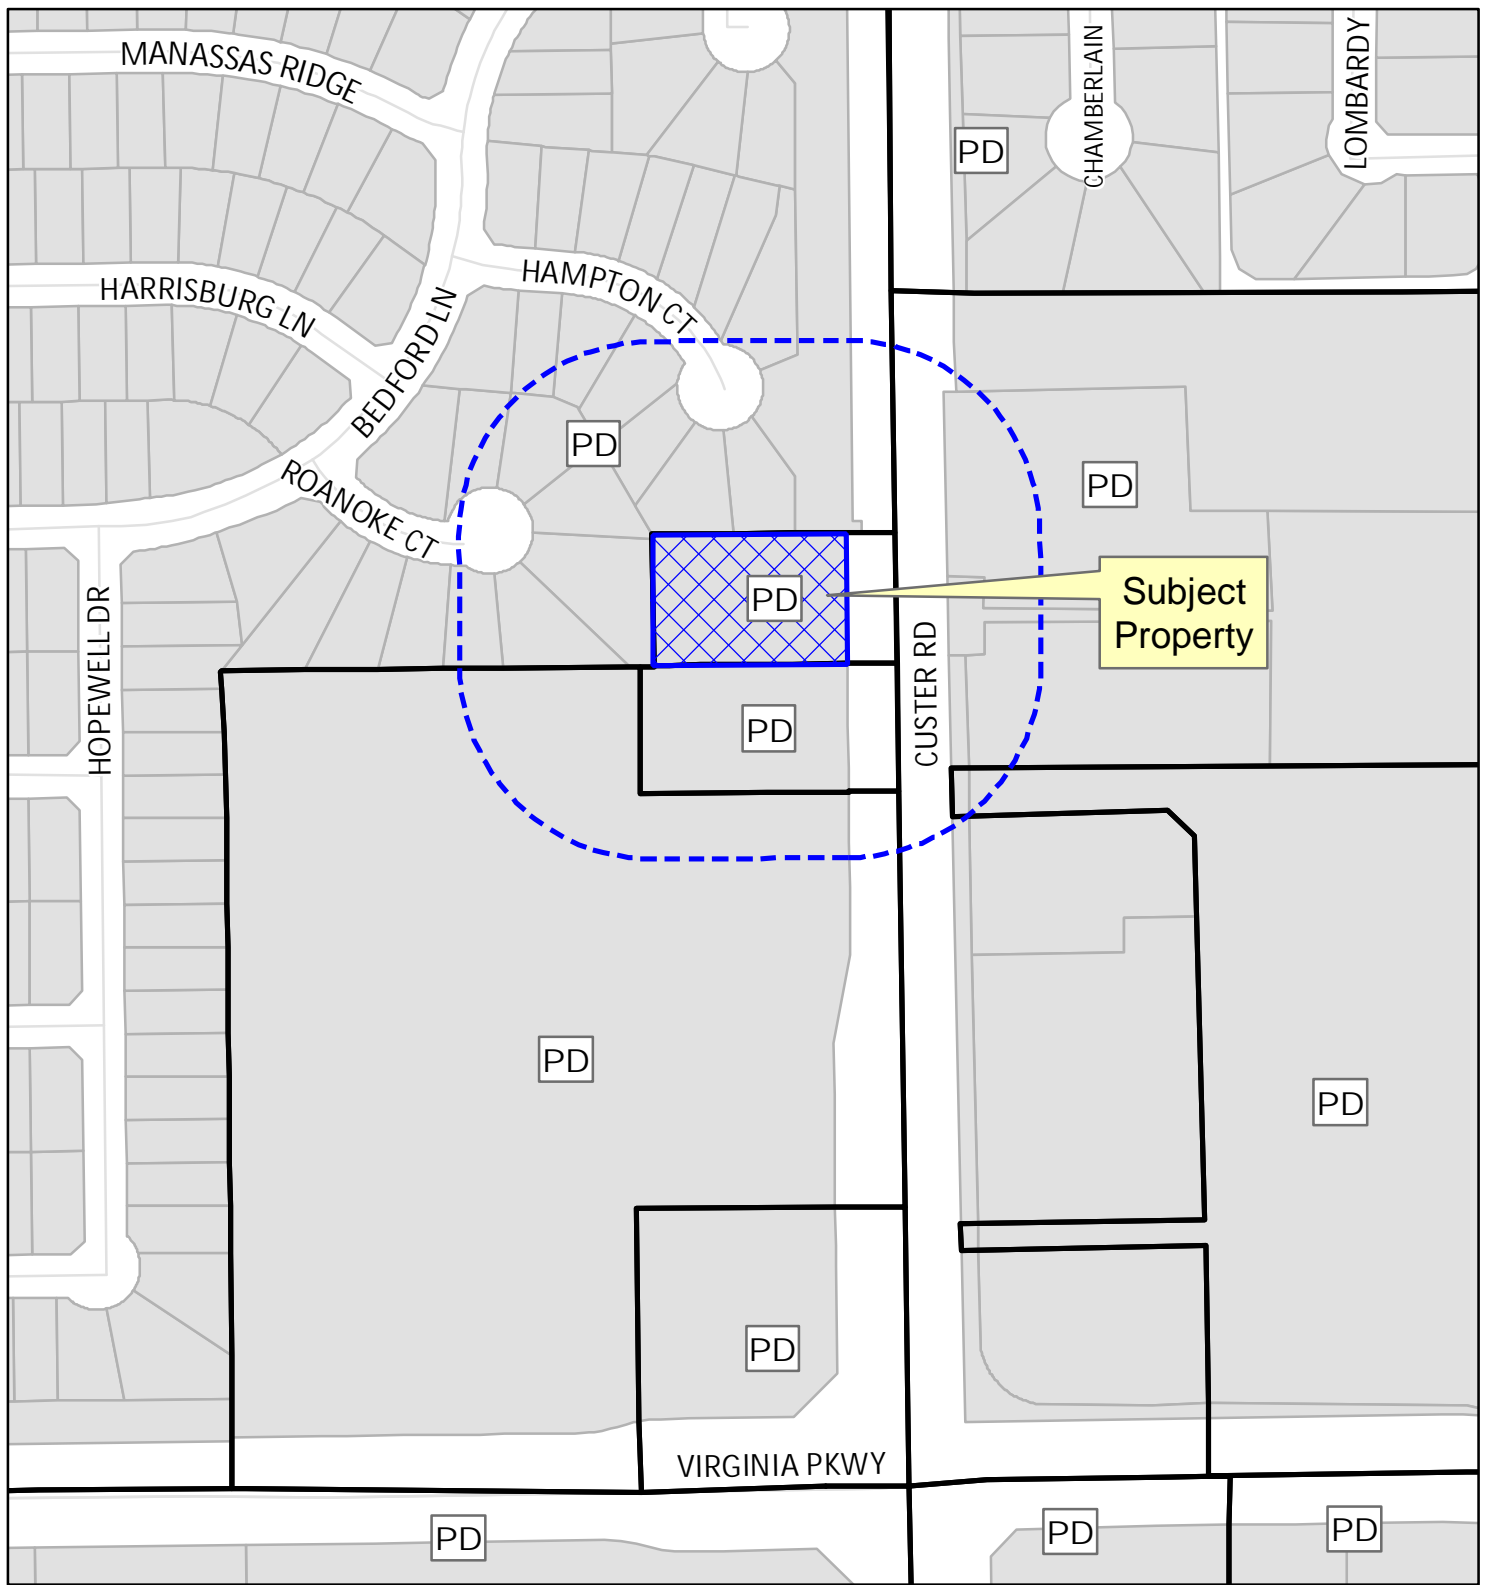 MANASSAS RIDGE
CHAMBERLAIN
LOMBARDY
PD
HARRISBURG LN
HAMPTON CT
BEDFORD LN
PD
PD
ROANOKE CT
PD
Subject
Property
HOPEWELL DR
CUSTER RD
PD
PD
PD
PD
VIRGINIA PKWY
PD
PD
PD